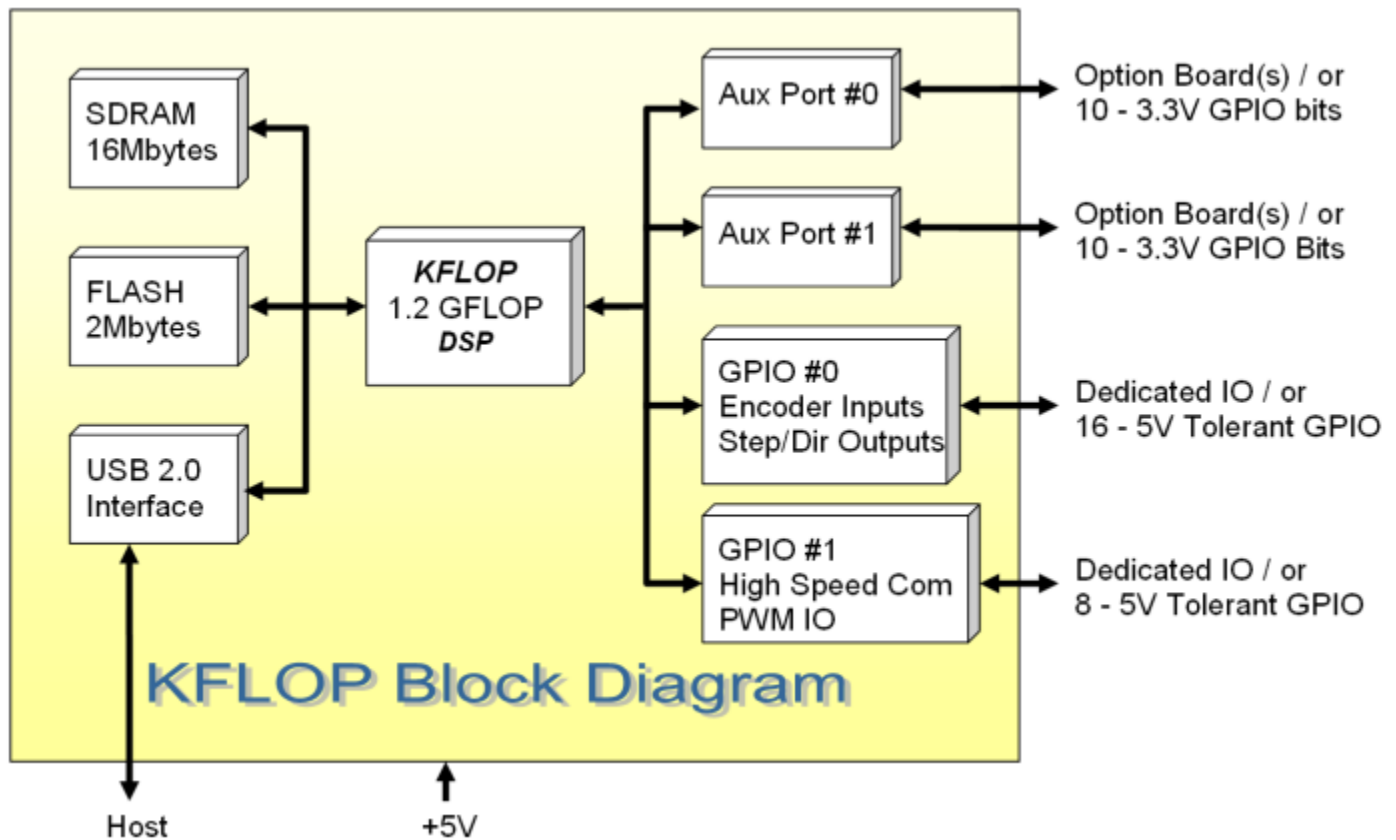 SDRAM
16Mbytes
FLASH
2Mbytes
USB 2.0
Interface
KFLOP
1.2 GFLOP
DSP
Aux Port #0
Option Board(s) / or
10 - 3.3V GPIO bits
Aux Port #1
Option Board(s) / or
10 - 3.3V GPIO Bits
GPIO #0
Encoder Inputs
Step/Dir Outputs
Dedicated IO / or
16 - 5V Tolerant GPIO
GPIO #1
High Speed Com
PWM IO
Dedicated IO / or
8 - 5V Tolerant GPIO
KFLOP Block Diagram
Host
+5V